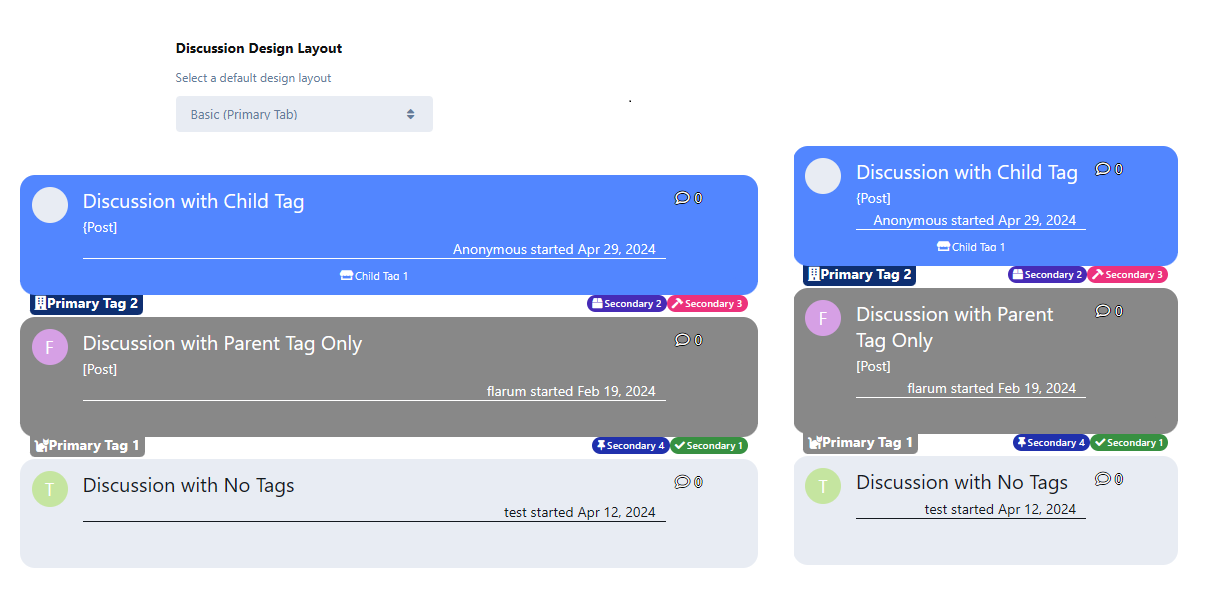 Discussion Design Layout
Select a default design layout
Basic (Primary Tab)
.
Discussion with Child Tag
0
{Post]
Anonymous started Apr 29, 2024
Child Tag 1
Primary Tag 2
Secondary 2
Secondary 3
F
Discussion with Parent Tag Only
0
[Post]
flarum started Feb 19, 2024
Primary Tag 1
Secondary 4
Secondary 1
T
Discussion with No Tags
0
test started Apr 12, 2024
Discussion with Child Tag
0
{Post]
Anonymous started Apr 29, 2024
Child Tag 1
Primary Tag 2
Secondary 2
Secondary 3
F
Discussion with Parent
Tag Only
0
[Post]
flarum started Feb 19, 2024
Primary Tag 1
Secondary 4
Secondary 1
T
Discussion with No Tags
0
test started Apr 12, 2024